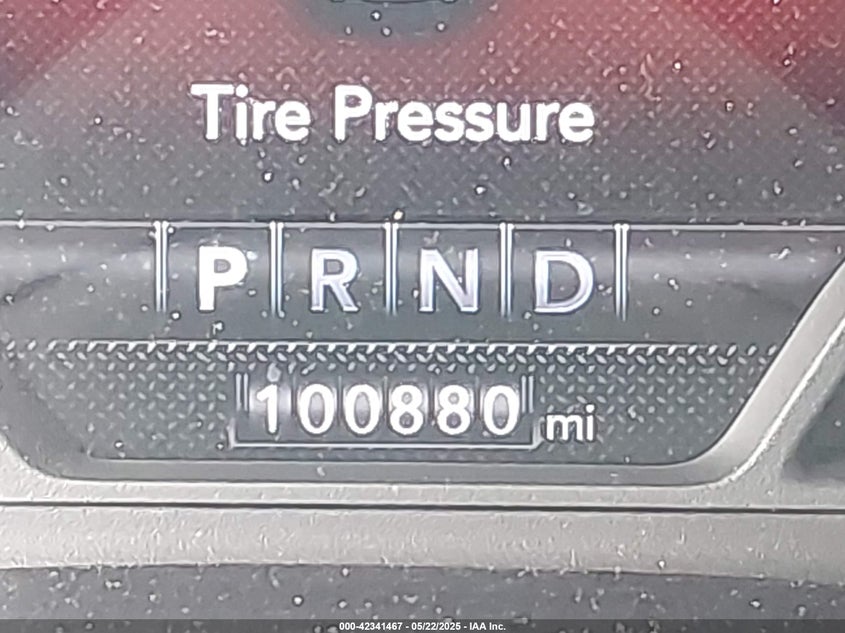 Tire Pressure
P R N D
100880 mi
000-42341467 - 05/22/2025 - IAA Inc.